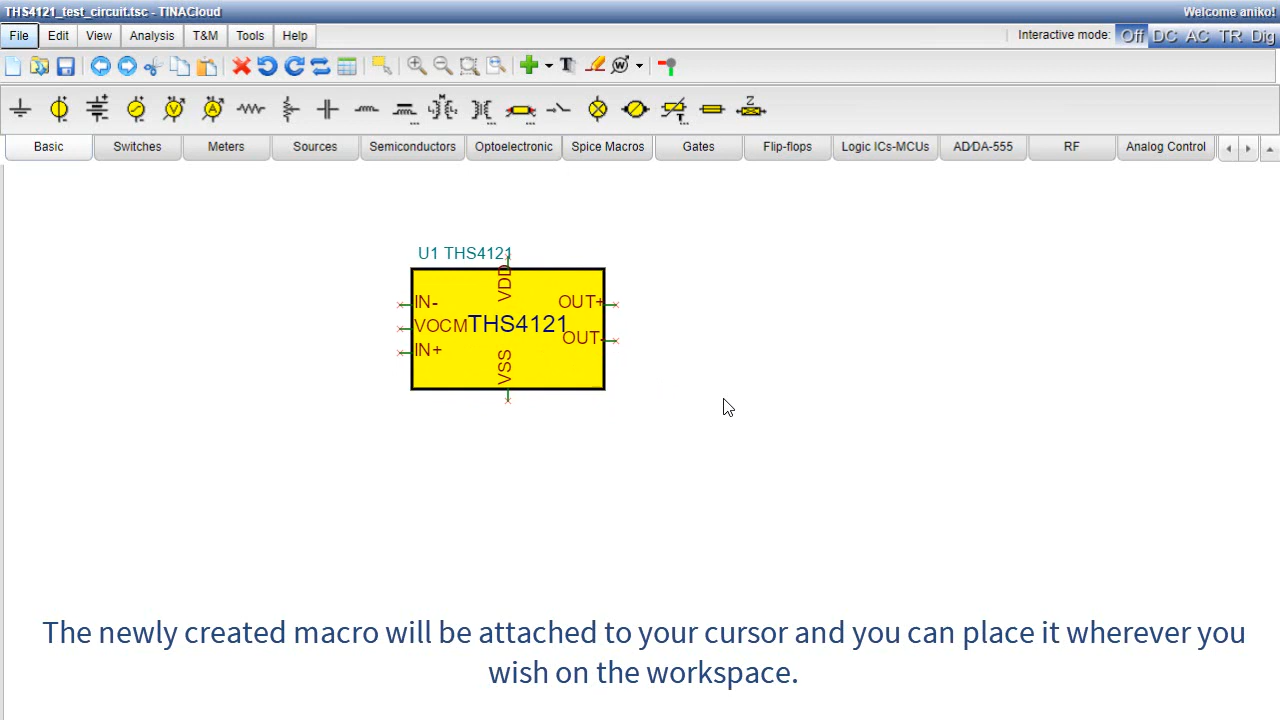 THS4121_test_circuit.tsc - TINACloud
Welcome aniko!
File Edit View Analysis T&M Tools Help
Interactive mode: Off DC AC TR Dig
Basic Switches Meters Sources Semiconductors Optoelectronic Spice Macros Gates Flip-flops Logic ICs-MCUs AD/DA-555 RF Analog Control
U1 THS4121
VDD
IN- OUT+
VOCM THS4121
OUT-
IN+
VSS
The newly created macro will be attached to your cursor and you can place it wherever you
wish on the workspace.